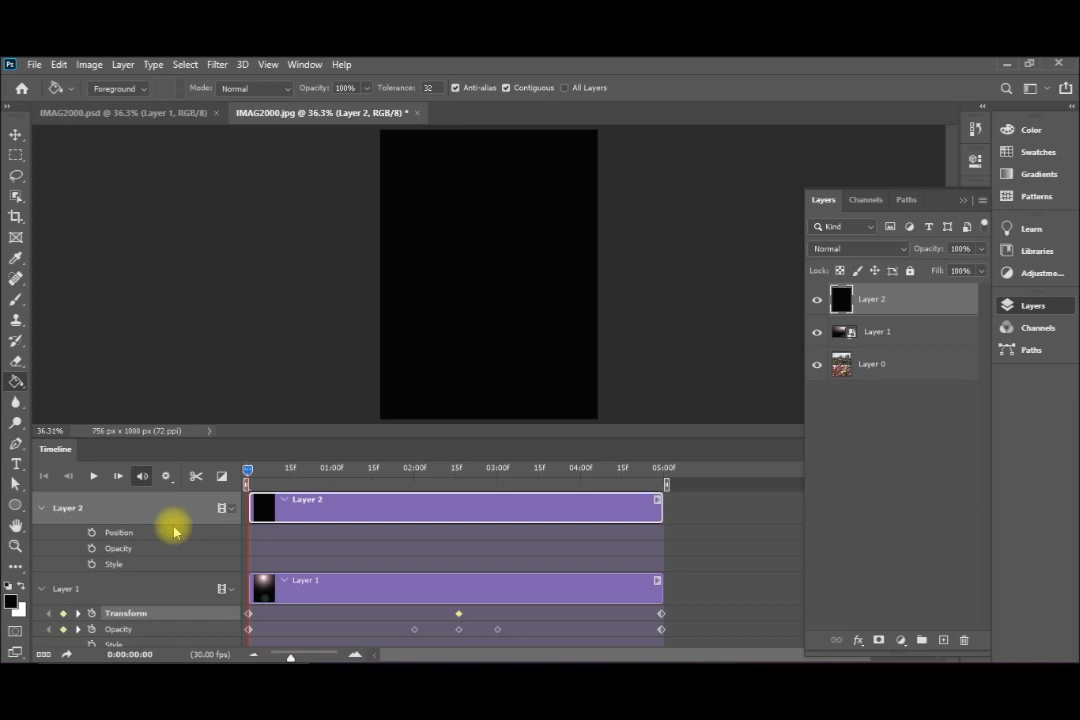 Ps File Edit Image Layer Type Select Filter 3D View Window Help
Foreground Mode: Normal Opacity: 100% Tolerance: 32 Anti-alias Contiguous All Layers
IMAG2000.psd @ 36.3% (Layer 1, RGB/8) × IMAG2000.jpg @ 36.3% (Layer 2, RGB/8) * ×
Color
Swatches
Gradients
Patterns
Learn
Libraries
Adjustme...
Layers
Channels
Paths
Layers Channels Paths
Kind
Normal Opacity: 100%
Lock: Fill: 100%
Layer 2
Layer 1
Layer 0
36.31% 756 px x 1008 px (72 ppi)
Timeline
15f 01:00f 15f 02:00f 15f 03:00f 15f 04:00f 15f 05:00f
Layer 2 Layer 2
Position
Opacity
Style
Layer 1 Layer 1
Transform
Opacity
Style
0:00:00:00 (30.00 fps)